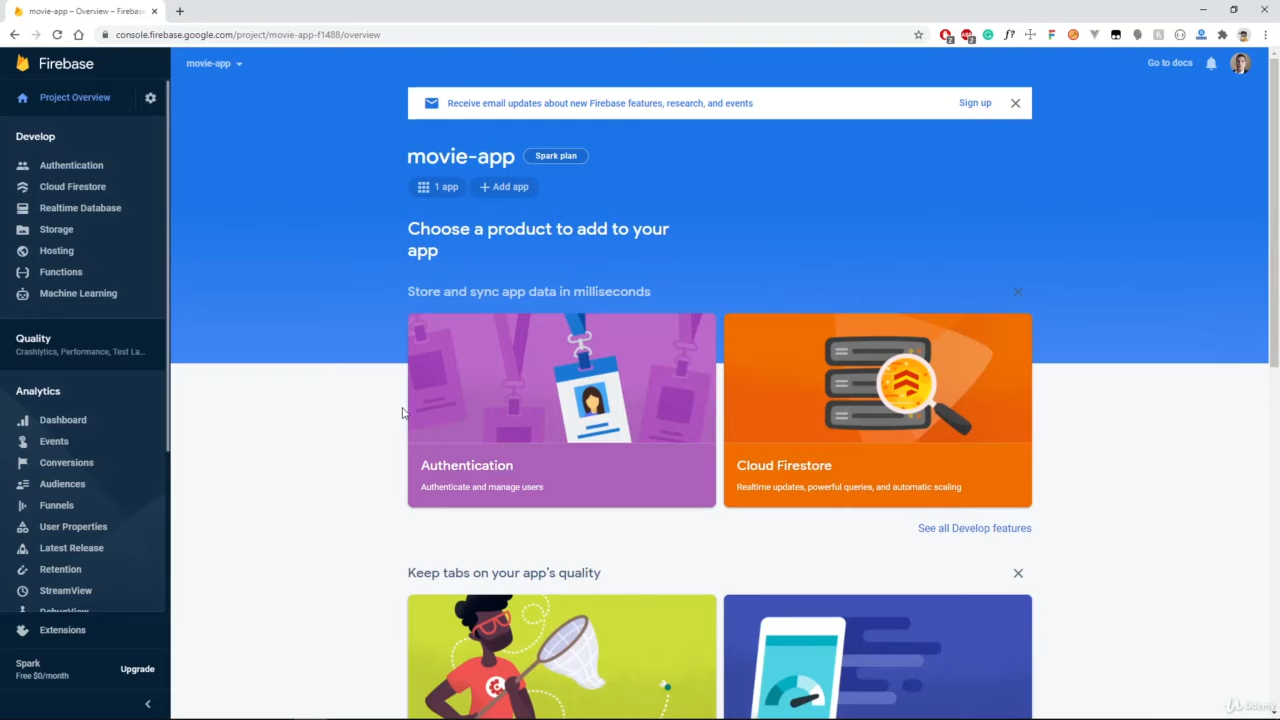 movie-app – Overview – Firebas
console.firebase.google.com/project/movie-app-f1488/overview
2
2
f?
F
Firebase
movie-app
Go to docs
Project Overview
Receive email updates about new Firebase features, research, and events
Sign up
Develop
movie-app
Spark plan
Authentication
Cloud Firestore
1 app
Add app
Realtime Database
Storage
Choose a product to add to your
app
Hosting
Functions
Machine Learning
Store and sync app data in milliseconds
Quality
Crashlytics, Performance, Test La...
Analytics
Dashboard
Events
Conversions
Authentication
Authenticate and manage users
Cloud Firestore
Realtime updates, powerful queries, and automatic scaling
Audiences
Funnels
User Properties
See all Develop features
Latest Release
Retention
Keep tabs on your app's quality
StreamView
DebugView
Extensions
Spark
Free $0/month
Upgrade
Udemy